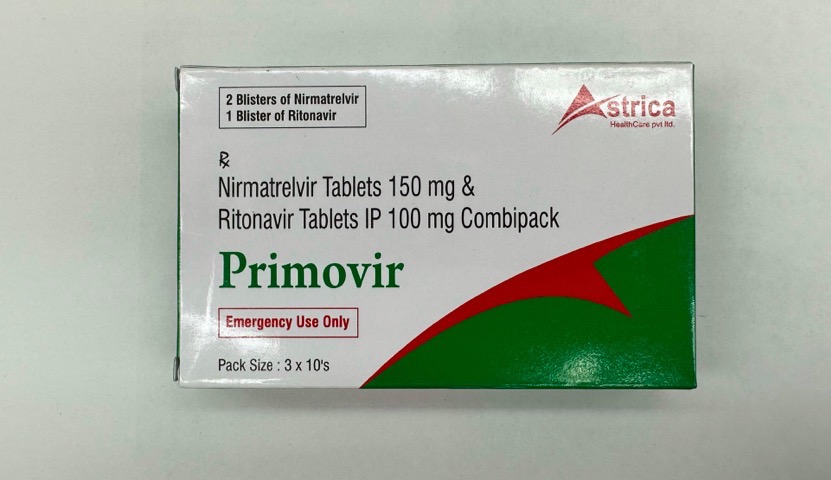 2 Blisters of Nirmatrelvir
1 Blister of Ritonavir
Astrica
HealthCare pvt ltd.
℞
Nirmatrelvir Tablets 150 mg &
Ritonavir Tablets IP 100 mg Combipack
Primovir
Emergency Use Only
Pack Size : 3 x 10's